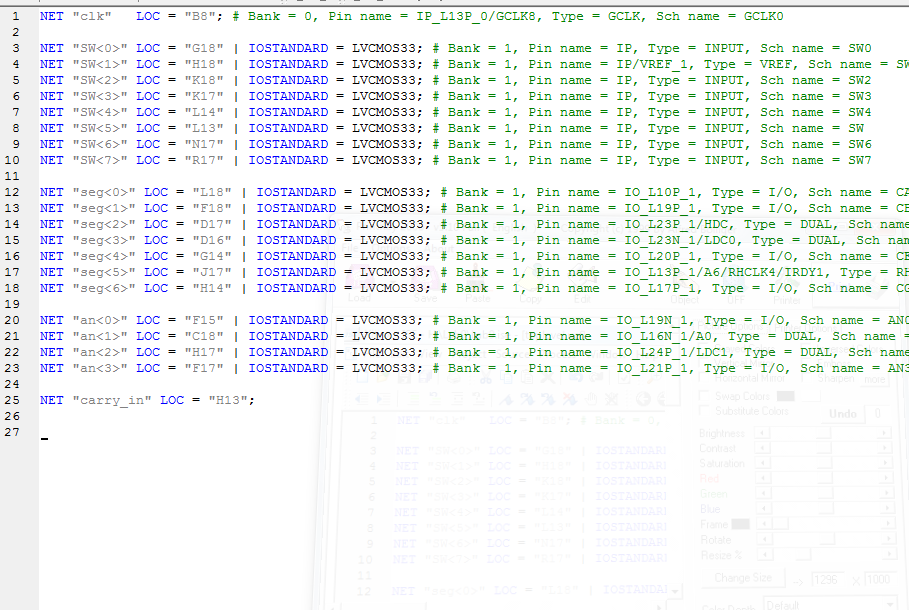 1 NET "clk" LOC = "B8"; # Bank = 0, Pin name = IP_L13P_0/GCLK8, Type = GCLK, Sch name = GCLK0
2
3 NET "SW<0>" LOC = "G18" | IOSTANDARD = LVCMOS33; # Bank = 1, Pin name = IP, Type = INPUT, Sch name = SW0
4 NET "SW<1>" LOC = "H18" | IOSTANDARD = LVCMOS33; # Bank = 1, Pin name = IP/VREF_1, Type = VREF, Sch name = SW
5 NET "SW<2>" LOC = "K18" | IOSTANDARD = LVCMOS33; # Bank = 1, Pin name = IP, Type = INPUT, Sch name = SW2
6 NET "SW<3>" LOC = "K17" | IOSTANDARD = LVCMOS33; # Bank = 1, Pin name = IP, Type = INPUT, Sch name = SW3
7 NET "SW<4>" LOC = "L14" | IOSTANDARD = LVCMOS33; # Bank = 1, Pin name = IP, Type = INPUT, Sch name = SW4
8 NET "SW<5>" LOC = "L13" | IOSTANDARD = LVCMOS33; # Bank = 1, Pin name = IP, Type = INPUT, Sch name = SW
9 NET "SW<6>" LOC = "N17" | IOSTANDARD = LVCMOS33; # Bank = 1, Pin name = IP, Type = INPUT, Sch name = SW6
10 NET "SW<7>" LOC = "R17" | IOSTANDARD = LVCMOS33; # Bank = 1, Pin name = IP, Type = INPUT, Sch name = SW7
11
12 NET "seg<0>" LOC = "L18" | IOSTANDARD = LVCMOS33; # Bank = 1, Pin name = IO_L10P_1, Type = I/O, Sch name = CA
13 NET "seg<1>" LOC = "F18" | IOSTANDARD = LVCMOS33; # Bank = 1, Pin name = IO_L19P_1, Type = I/O, Sch name =
14 NET "seg<2>" LOC = "D17" | IOSTANDARD = LVCMOS33; # Bank = 1, Pin name = IO_L23P_1/HDC, Type = DUAL, Sch name
15 NET "seg<3>" LOC = "D16" | IOSTANDARD = LVCMOS33; # Bank = 1, Pin name = IO_L23N_1/LDC0, Type = DUAL, Sch nam
16 NET "seg<4>" LOC = "G14" | IOSTANDARD = LVCMOS33; # Bank = 1, Pin name = IO_L20P_1, Type = I/O, Sch name =
17 NET "seg<5>" LOC = "J17" | IOSTANDARD = LVCMOS33; # Bank = 1, Pin name = IO_L13P_1/A6/RHCLK4/IRDY1, Type = RH
18 NET "seg<6>" LOC = "H14" | IOSTANDARD = LVCMOS33; # Bank = 1, Pin name = IO_L17P_1, Type = I/O, Sch name = CG
19
20 NET "an<0>" LOC = "F15" | IOSTANDARD = LVCMOS33; # Bank = 1, Pin name = IO_L19N_1, Type = I/O, Sch name = AN0
21 NET "an<1>" LOC = "C18" | IOSTANDARD = LVCMOS33; # Bank = 1, Pin name = IO_L16N_1/A0, Type = DUAL, Sch name =
22 NET "an<2>" LOC = "H17" | IOSTANDARD = LVCMOS33; # Bank = 1, Pin name = IO_L24P_1/LDC1, Type = DUAL, Sch name
23 NET "an<3>" LOC = "F17" | IOSTANDARD = LVCMOS33; # Bank = 1, Pin name = IO_L21P_1, Type = I/O, Sch name = AN3
24
25 NET "carry_in" LOC = "H13";
26
27
Swap Colors
Substitute Colors
Undo 0
Brightness
Contrast
Saturation
Red
Green
Blue
Frame
Rotate
Change Size 1296 X 1000
Default